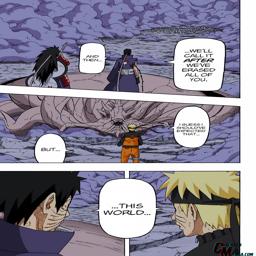 WE'LL
CALL IT
AFTER
WE'VE
ERASED
ALL OF
YOU.
AND
THEN...
I GUESS I
SHOULD'VE
EXPECTED
THAT...
BUT...
...THIS
WORLD...